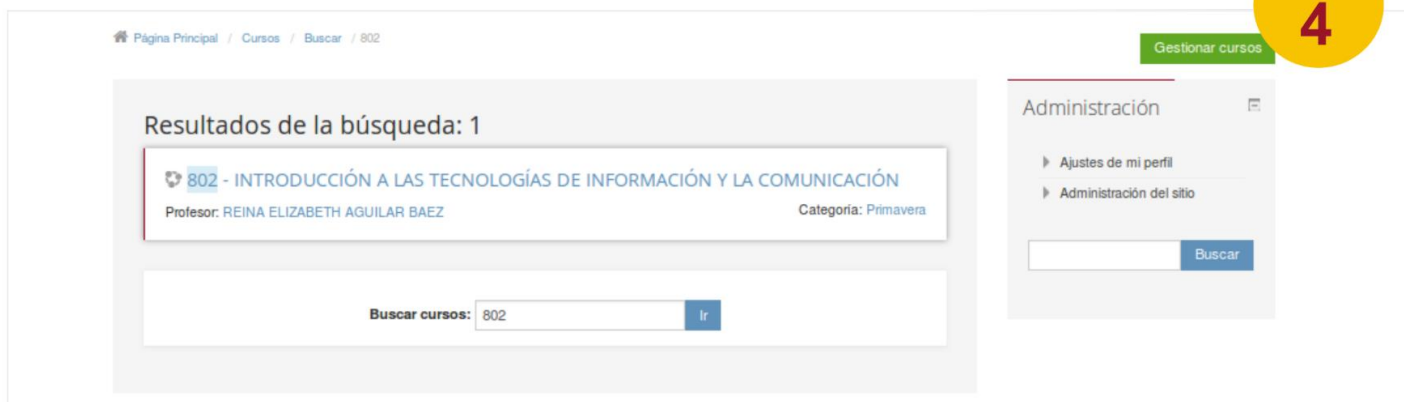 4
Página Principal / Cursos / Buscar / 802
Gestionar cursos
Resultados de la búsqueda: 1
802 - INTRODUCCIÓN A LAS TECNOLOGÍAS DE INFORMACIÓN Y LA COMUNICACIÓN
Profesor: REINA ELIZABETH AGUILAR BAEZ
Categoría: Primavera
Buscar cursos: 802 Ir
Administración
Ajustes de mi perfil
Administración del sitio
Buscar